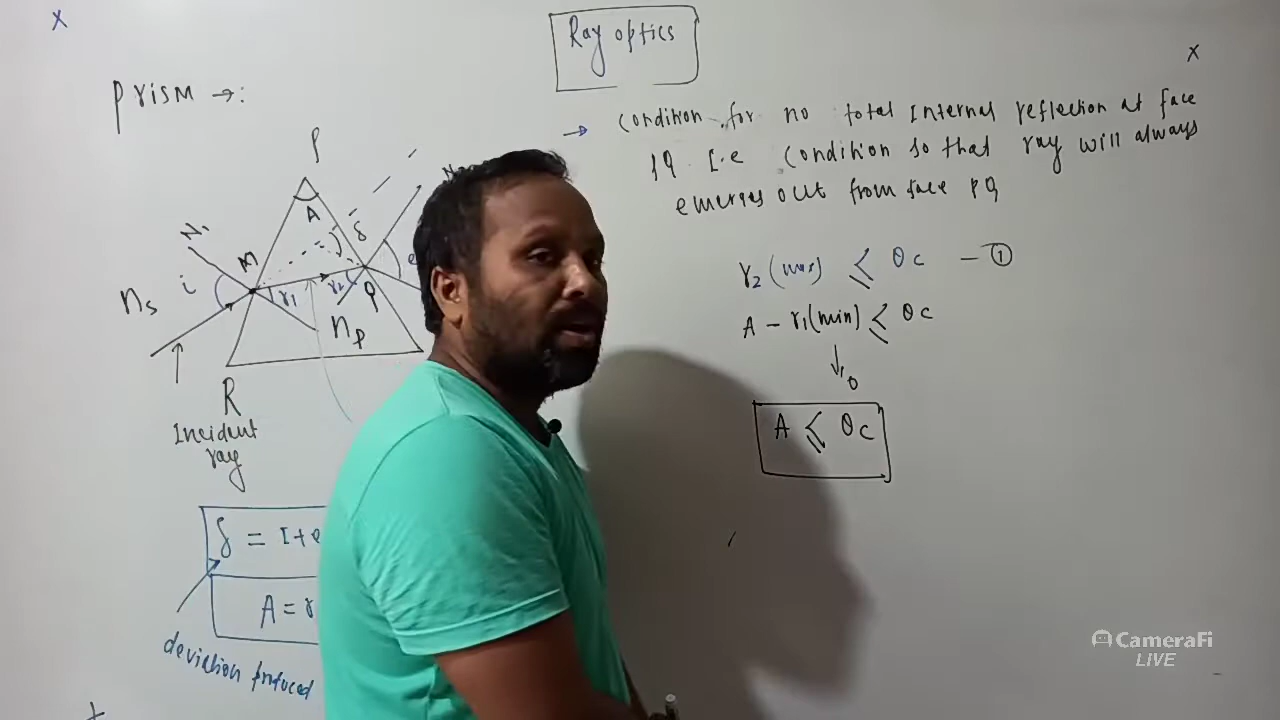 Ray optics
Prism →:
→ Condition for no total Internal reflection at face
PQ I.e Condition so that ray will always
emerges out from face PQ
P
A
N₁
M
δ
e
i
r₁
r₂
Q
nₛ
nₚ
R
Incident
ray
r₂(max) ≤ θc - ①
A - r₁(min) ≤ θc
↓ 0
A ≤ θc
δ = I+e
A = r
deviation produced
CameraFi
LIVE